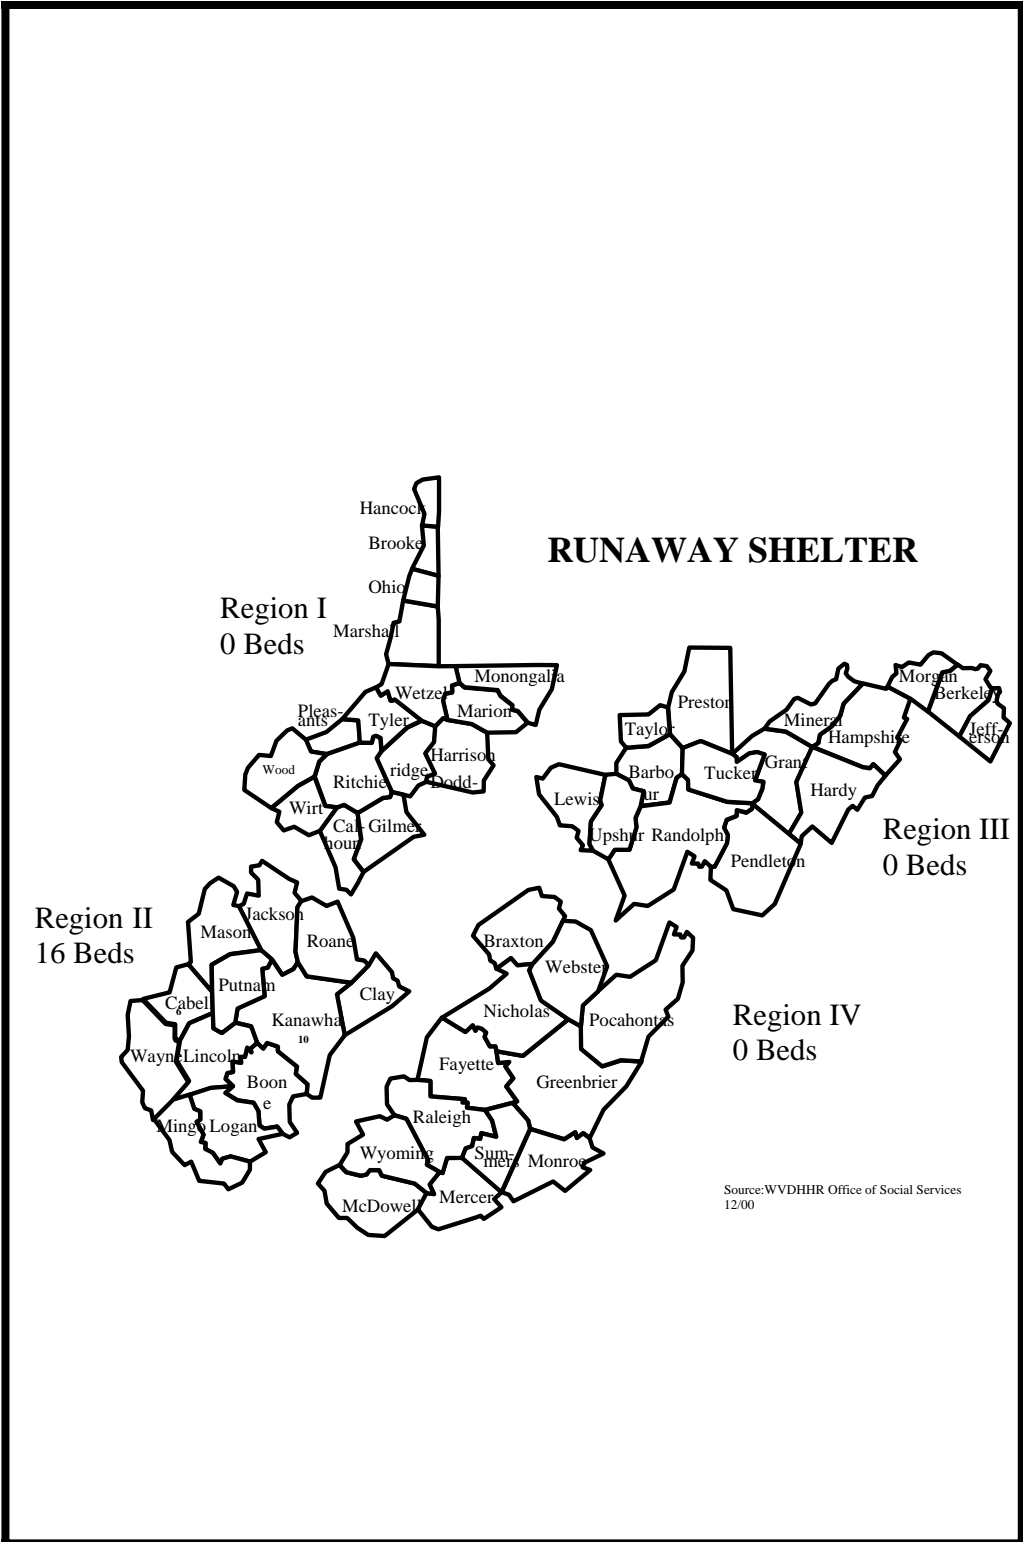 Hancock
Brooke
RUNAWAY SHELTER
Ohio
Region I
0 Beds
Marshall
Monongalia
Wetzel
Marion
Pleas-
ants
Tyler
Wood
Ritchie
ridge
Harrison
Dodd-
Wirt
Cal-
houn
Gilmer
Preston
Taylor
Morgan
Berkeley
Jeff-
erson
Mineral
Hampshire
Grant
Tucker
Barbo
ur
Hardy
Lewis
Upshur
Randolph
Pendleton
Region III
0 Beds
Region II
16 Beds
Jackson
Mason
Roane
Putnam
Clay
Cabell
6
Kanawha
10
Wayne
Lincoln
Boon
e
Mingo
Logan
Braxton
Webster
Nicholas
Pocahontas
Region IV
0 Beds
Fayette
Greenbrier
Raleigh
Wyoming
Sum-
mers
Monroe
McDowell
Mercer
Source:WVDHHR Office of Social Services
12/00